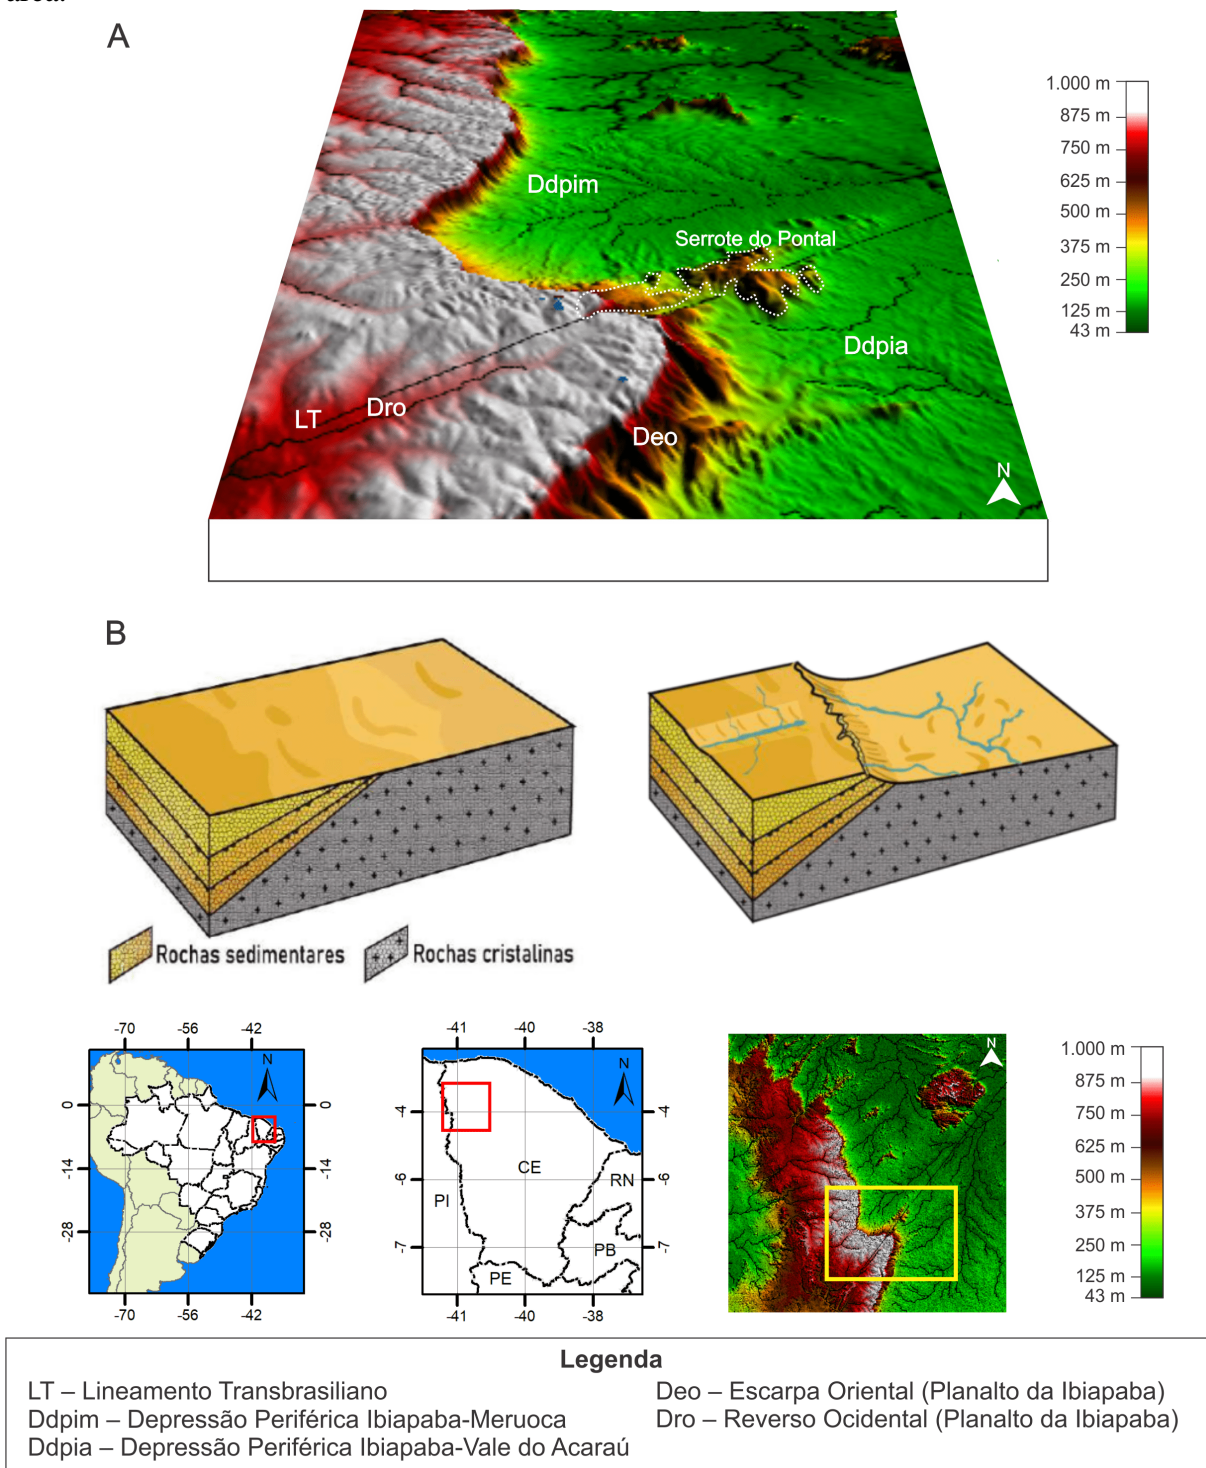 área.
A
1.000 m
875 m
750 m
625 m
500 m
375 m
250 m
125 m
43 m
Ddpim
Serrote do Pontal
Ddpia
LT
Dro
Deo
N
B
Rochas sedimentares
Rochas cristalinas
-70 -56 -42
N
0 0
-14 -14
-28 -28
-70 -56 -42
-41 -40 -38
N
4 4
CE
RN
-6 -6
PI
PB
-7 -7
PE
-41 -40 -38
N
1.000 m
875 m
750 m
625 m
500 m
375 m
250 m
125 m
43 m
Legenda
LT – Lineamento Transbrasiliano
Ddpim – Depressão Periférica Ibiapaba-Meruoca
Ddpia – Depressão Periférica Ibiapaba-Vale do Acaraú
Deo – Escarpa Oriental (Planalto da Ibiapaba)
Dro – Reverso Ocidental (Planalto da Ibiapaba)